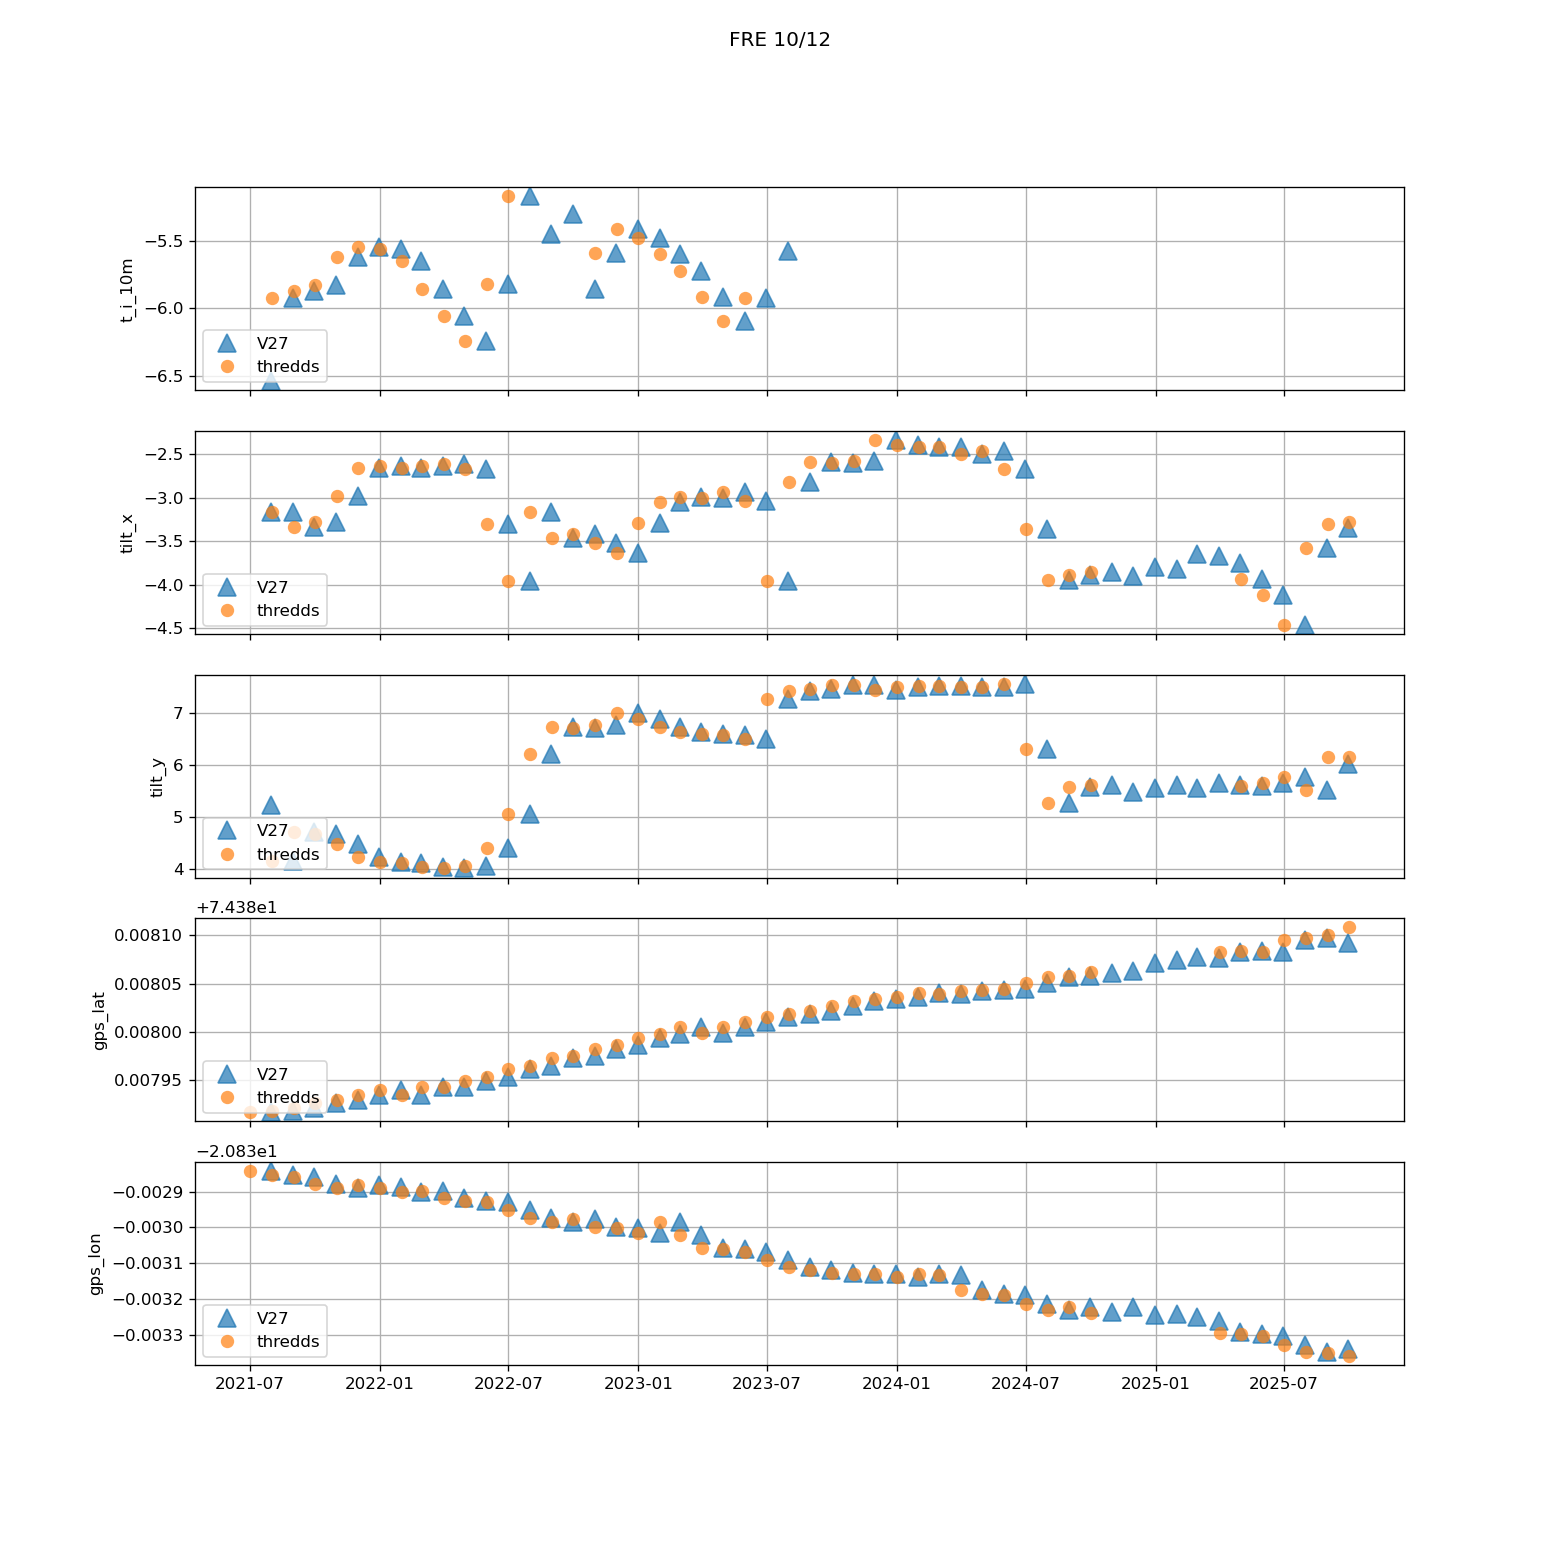 FRE 10/12
t_i_10m
−5.5
−6.0
−6.5
V27
thredds
tilt_x
−2.5
−3.0
−3.5
−4.0
−4.5
V27
thredds
tilt_y
7
6
5
4
V27
thredds
+7.438e1
gps_lat
0.00810
0.00805
0.00800
0.00795
V27
thredds
−2.083e1
gps_lon
−0.0029
−0.0030
−0.0031
−0.0032
−0.0033
V27
thredds
2021-07 2022-01 2022-07 2023-01 2023-07 2024-01 2024-07 2025-01 2025-07